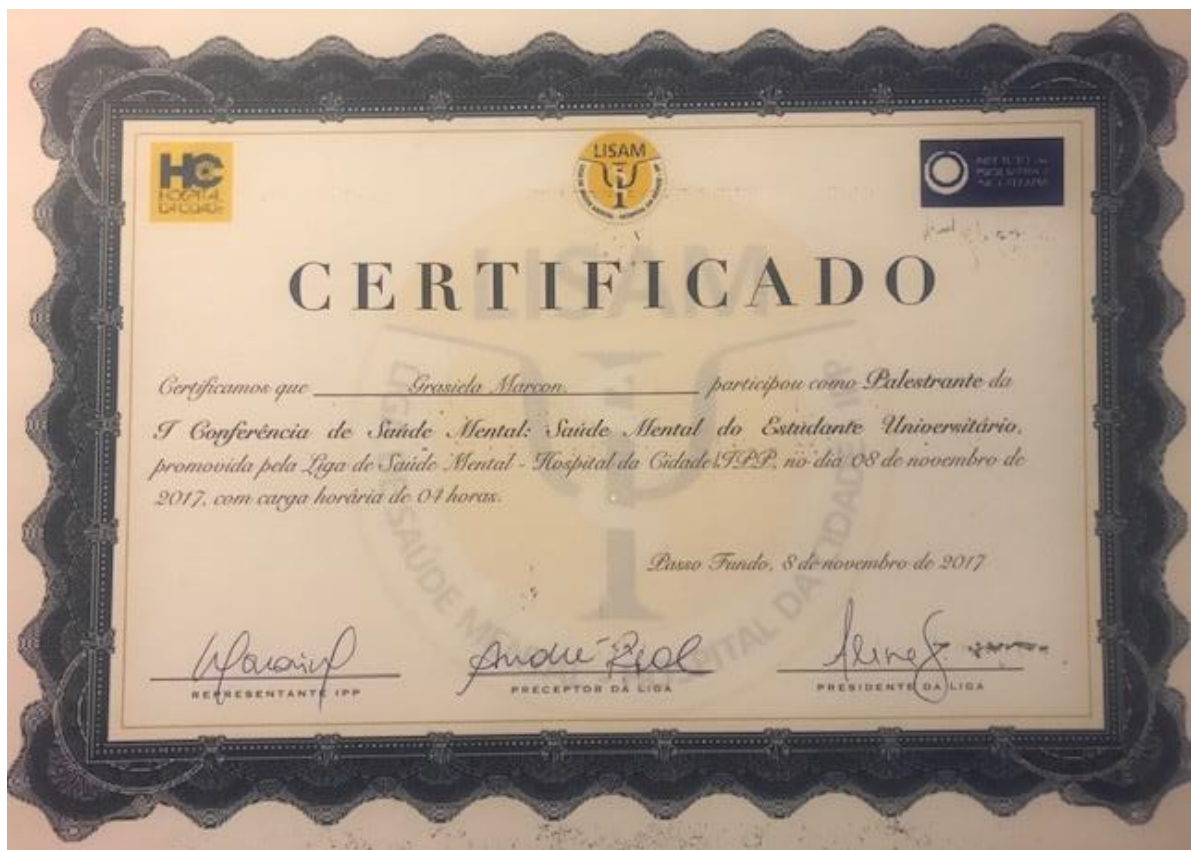 HC
HOSPITAL
DA CIDADE
LISAM
CERTIFICADO
Certificamos que Grasiela Marcon. participou como Palestrante da
I Conferência de Saúde Mental: Saúde Mental do Estudante Universitário,
promovida pela Liga de Saúde Mental - Hospital da Cidade/IPP, no dia 08 de novembro de
2017, com carga horária de 04 horas.
Passo Fundo, 8 de novembro de 2017
André Real
REPRESENTANTE IPP PRECEPTOR DA LIGA PRESIDENTE DA LIGA